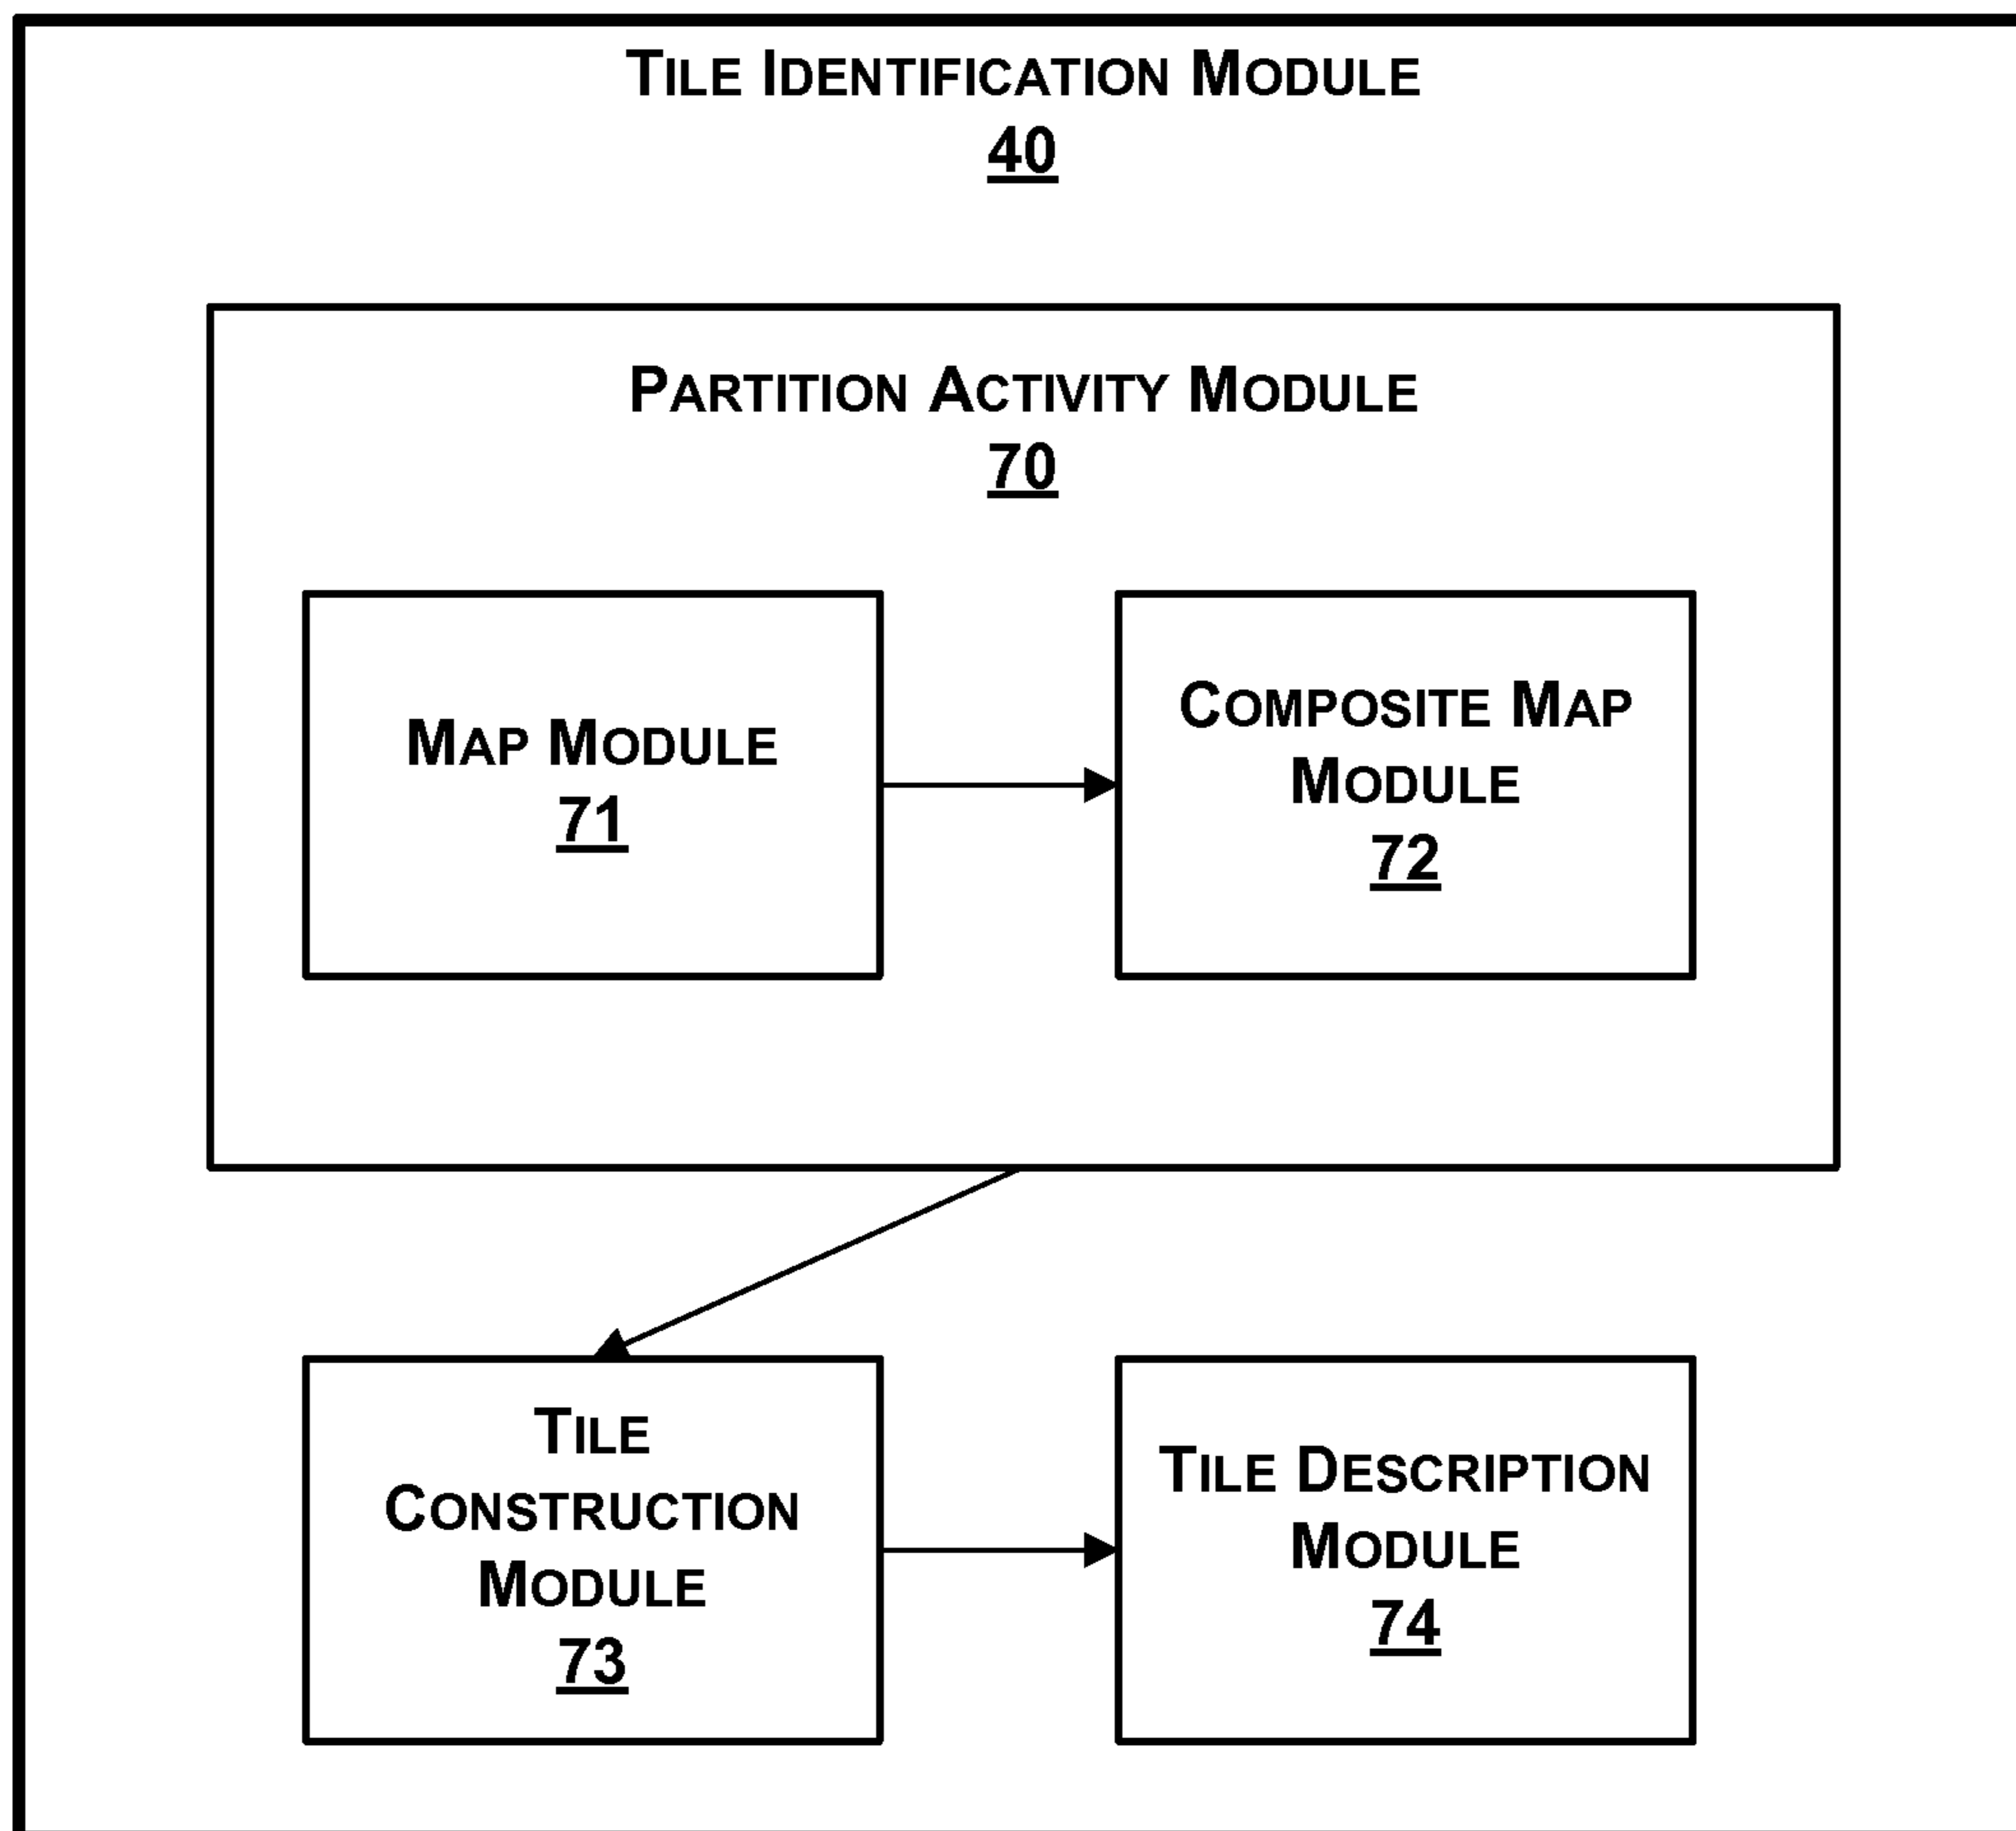 TILE IDENTIFICATION MODULE
40
PARTITION ACTIVITY MODULE
70
MAP MODULE
71
COMPOSITE MAP
MODULE
72
TILE
CONSTRUCTION
MODULE
73
TILE DESCRIPTION
MODULE
74